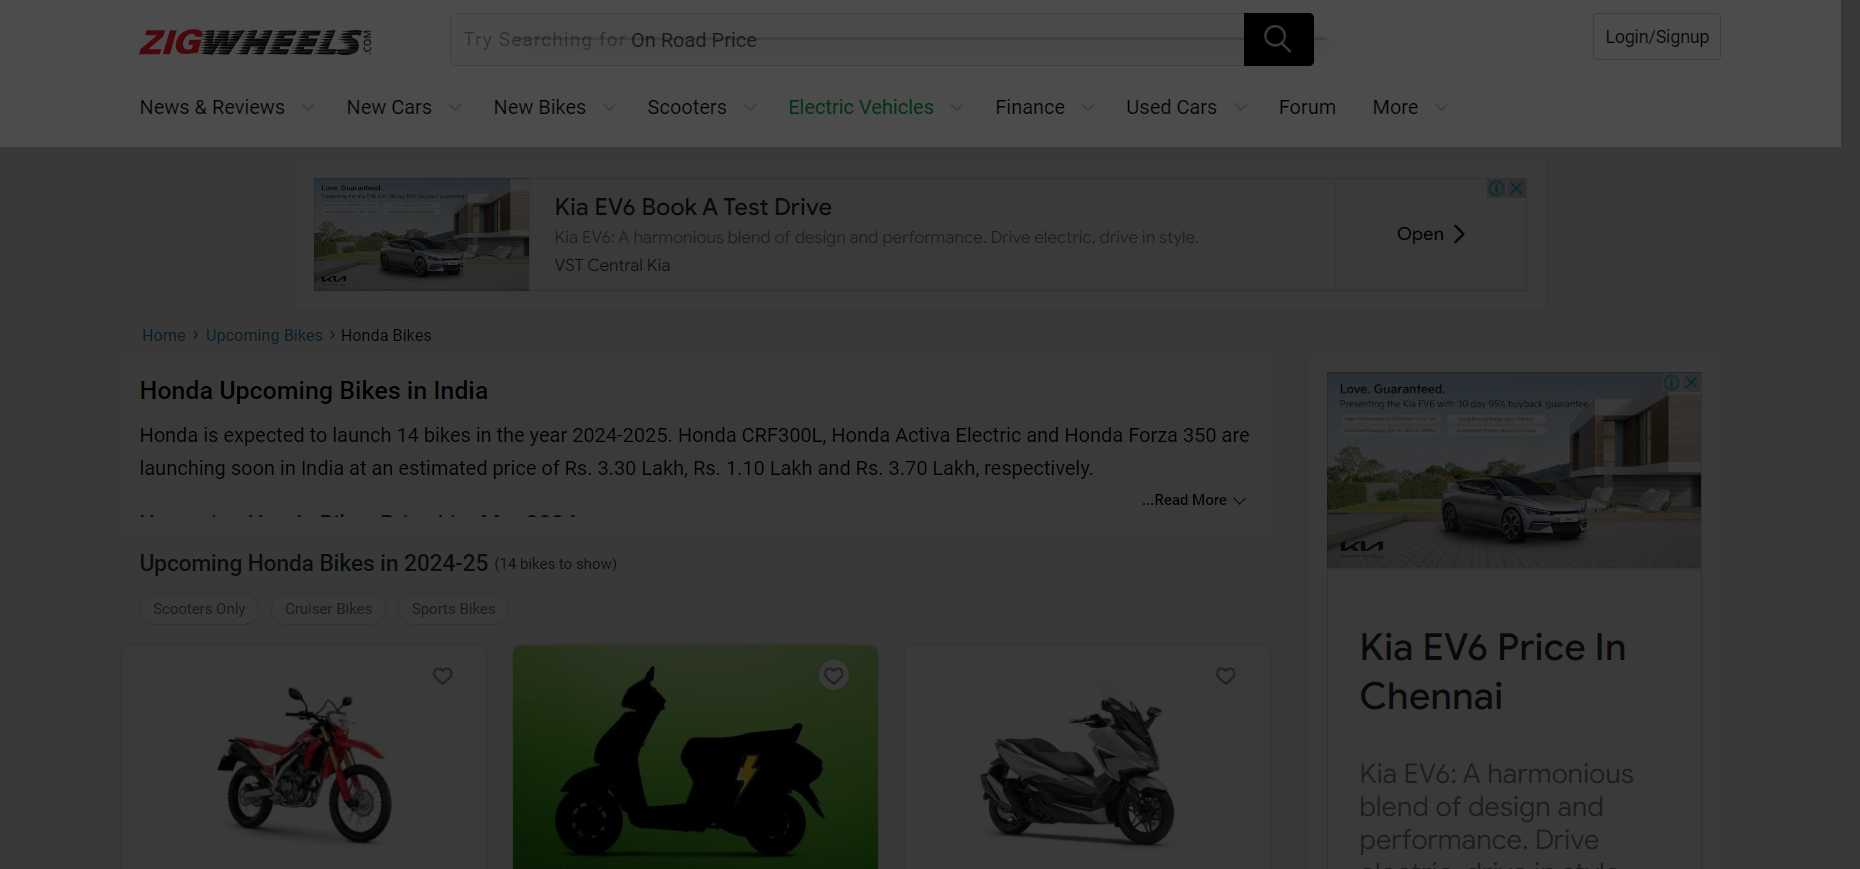 ZIGWHEELS.COM
Try Searching for On Road Price
Login/Signup
News & Reviews New Cars New Bikes Scooters Electric Vehicles Finance Used Cars Forum More
Love. Guaranteed.
Kia EV6 Book A Test Drive
Kia EV6: A harmonious blend of design and performance. Drive electric, drive in style.
VST Central Kia
Open
Home > Upcoming Bikes > Honda Bikes
Honda Upcoming Bikes in India
Honda is expected to launch 14 bikes in the year 2024-2025. Honda CRF300L, Honda Activa Electric and Honda Forza 350 are
launching soon in India at an estimated price of Rs. 3.30 Lakh, Rs. 1.10 Lakh and Rs. 3.70 Lakh, respectively.
...Read More
Upcoming Honda Bikes in 2024-25 (14 bikes to show)
Scooters Only Cruiser Bikes Sports Bikes
Love. Guaranteed.
Presenting the Kia EV6 with 30 day 95% buyback guarantee.
KIA
Kia EV6 Price In
Chennai
Kia EV6: A harmonious
blend of design and
performance. Drive